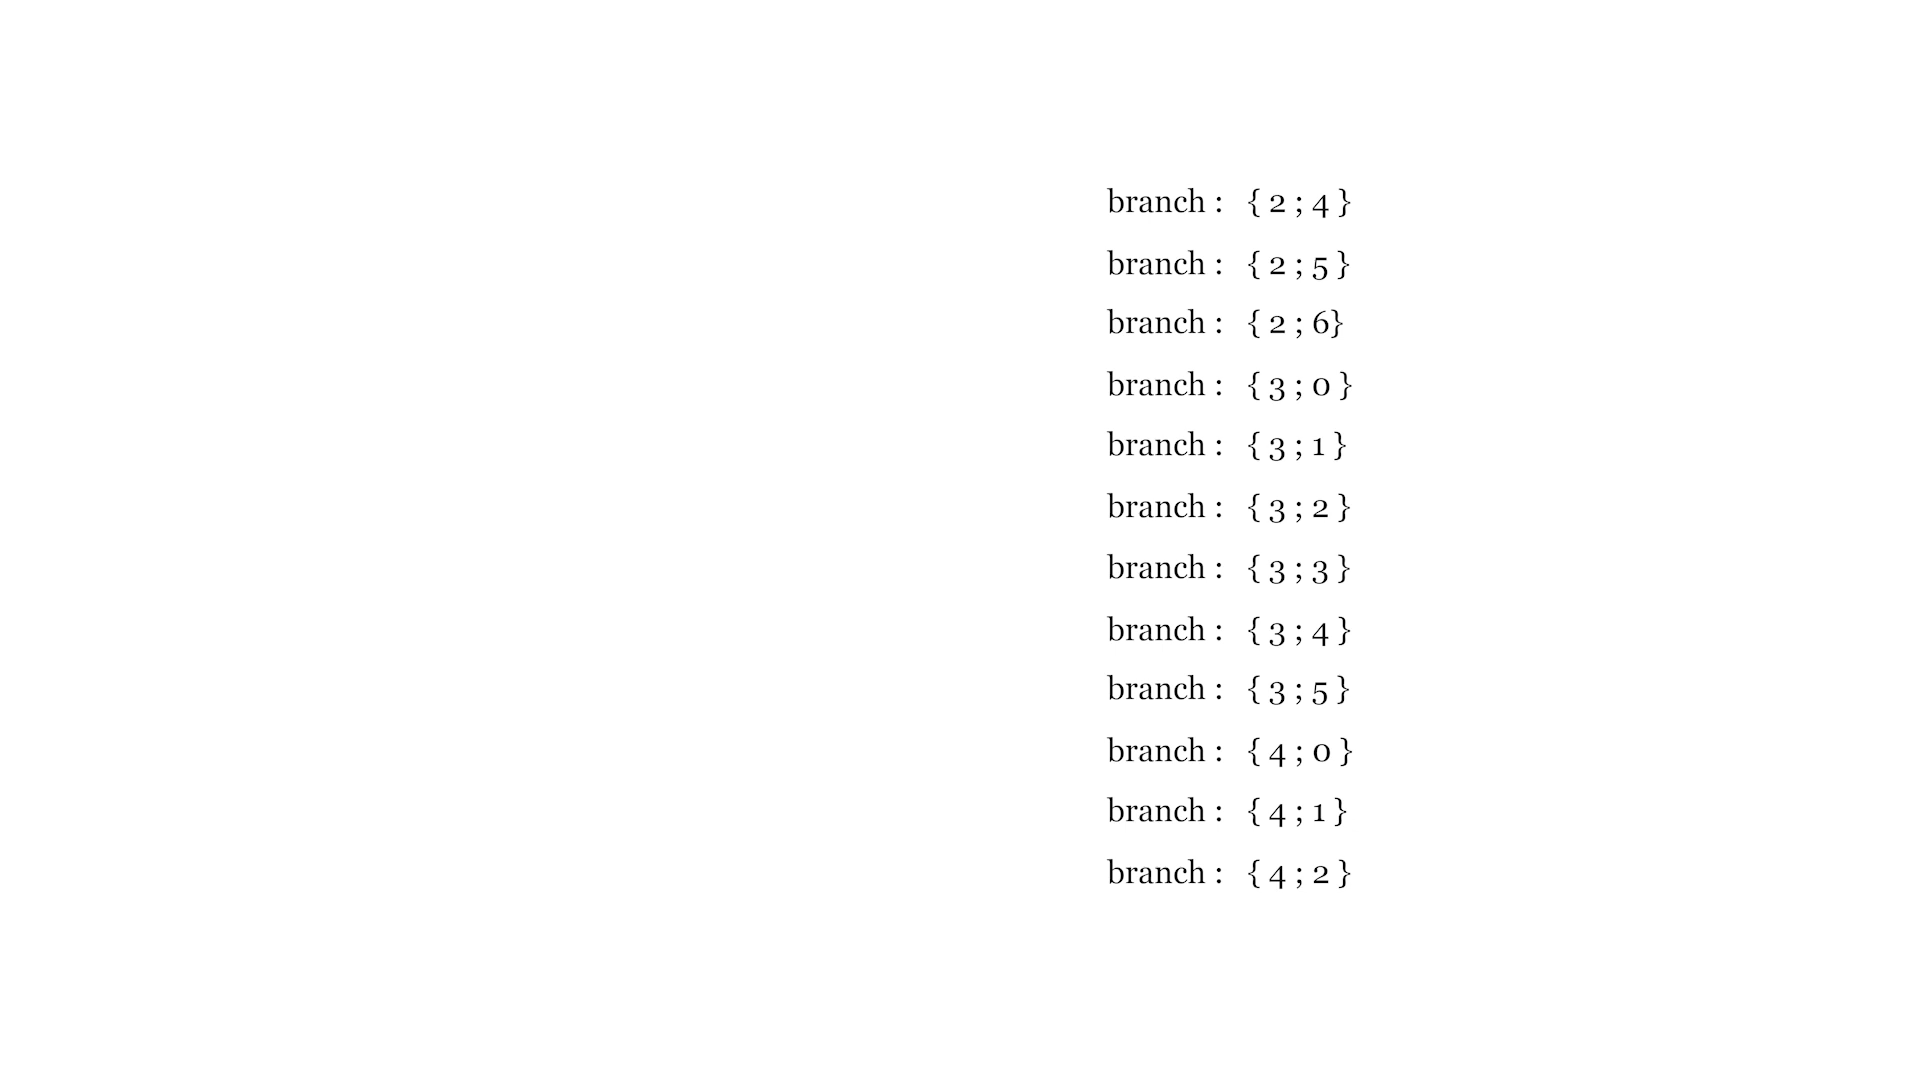 branch : { 2 ; 4 }
branch : { 2 ; 5 }
branch : { 2 ; 6}
branch : { 3 ; 0 }
branch : { 3 ; 1 }
branch : { 3 ; 2 }
branch : { 3 ; 3 }
branch : { 3 ; 4 }
branch : { 3 ; 5 }
branch : { 4 ; 0 }
branch : { 4 ; 1 }
branch : { 4 ; 2 }